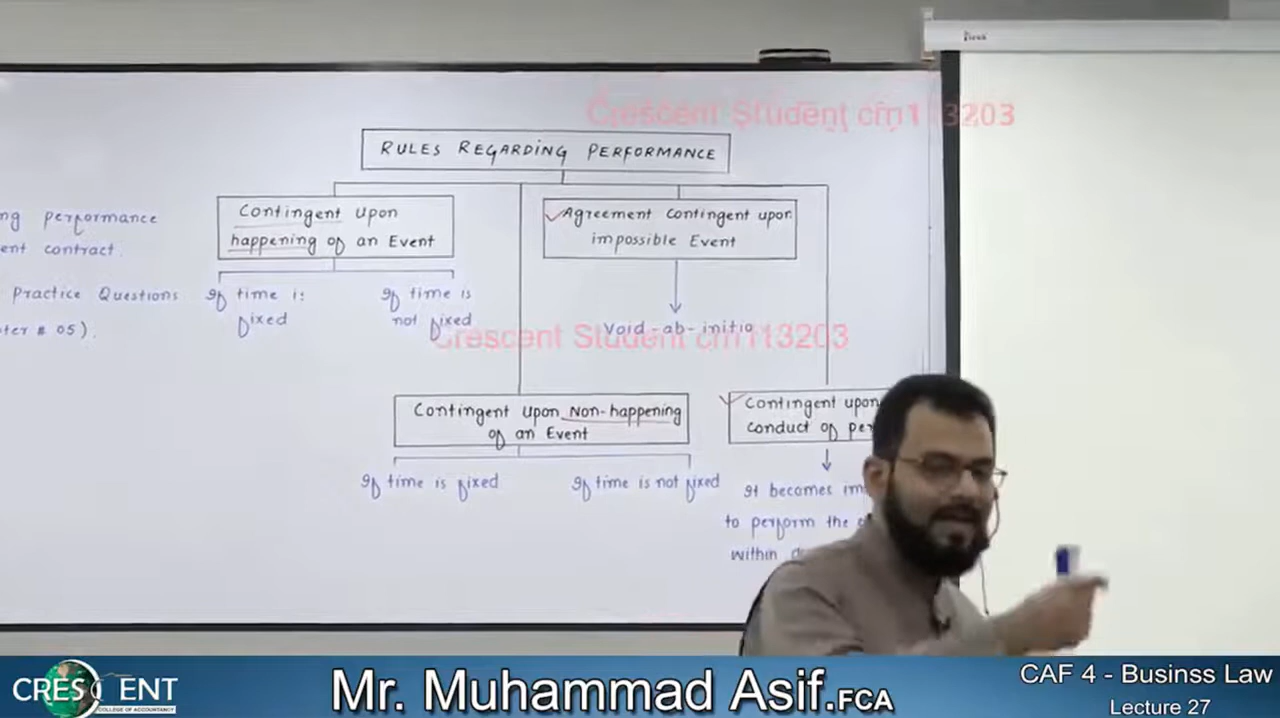 Crescent Student cm113203
RULES REGARDING PERFORMANCE
performance
contract.
Practice Questions
# 05).
Contingent Upon
happening of an Event
If time is
fixed
If time is
not fixed
Agreement Contingent upon
impossible Event
Void-ab-initio
Crescent Student cm113203
Contingent Upon Non-happening
of an Event
If time is fixed
If time is not fixed
Contingent upon
conduct of
It becomes
to perform the
within
CRESCENT
COLLEGE OF ACCOUNTANCY
Mr. Muhammad Asif.FCA
CAF 4 - Businss Law
Lecture 27